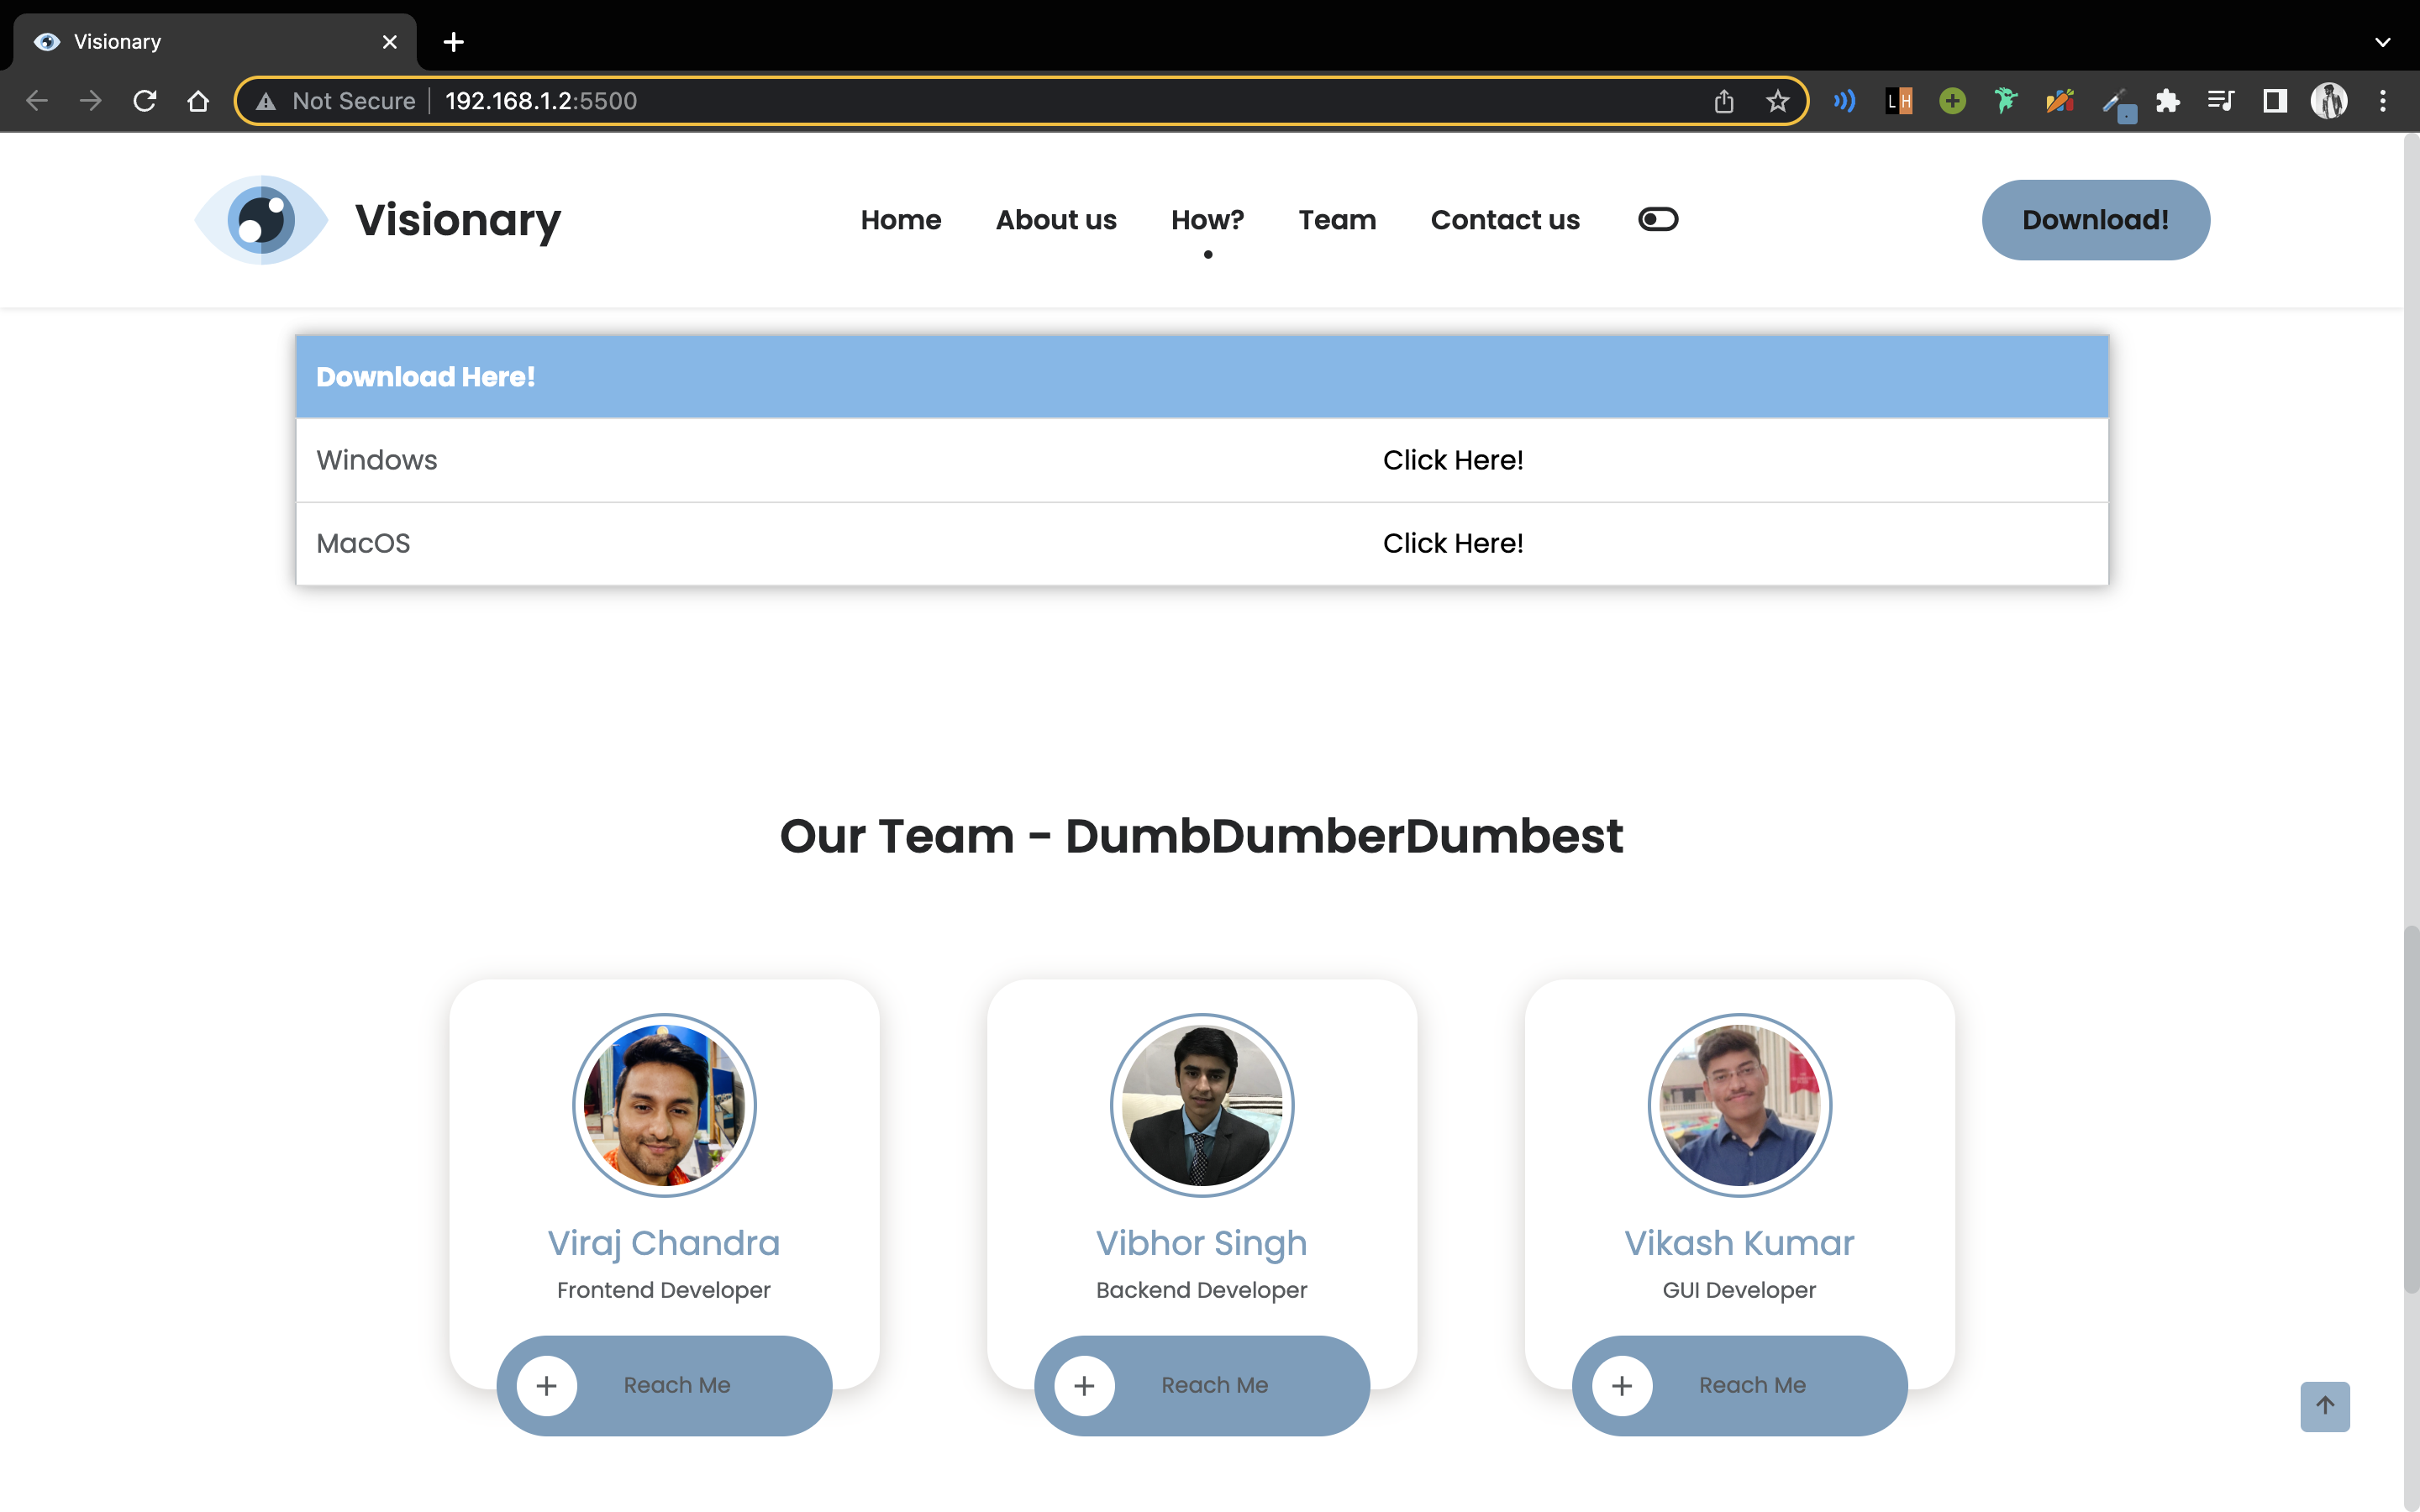 Visionary
Not Secure 192.168.1.2:5500
LH
Visionary
Home About us How? Team Contact us Download!
Download Here!
Windows Click Here!
MacOS Click Here!
Our Team - DumbDumberDumbest
Viraj Chandra Vibhor Singh Vikash Kumar
Frontend Developer Backend Developer GUI Developer
Reach Me Reach Me Reach Me